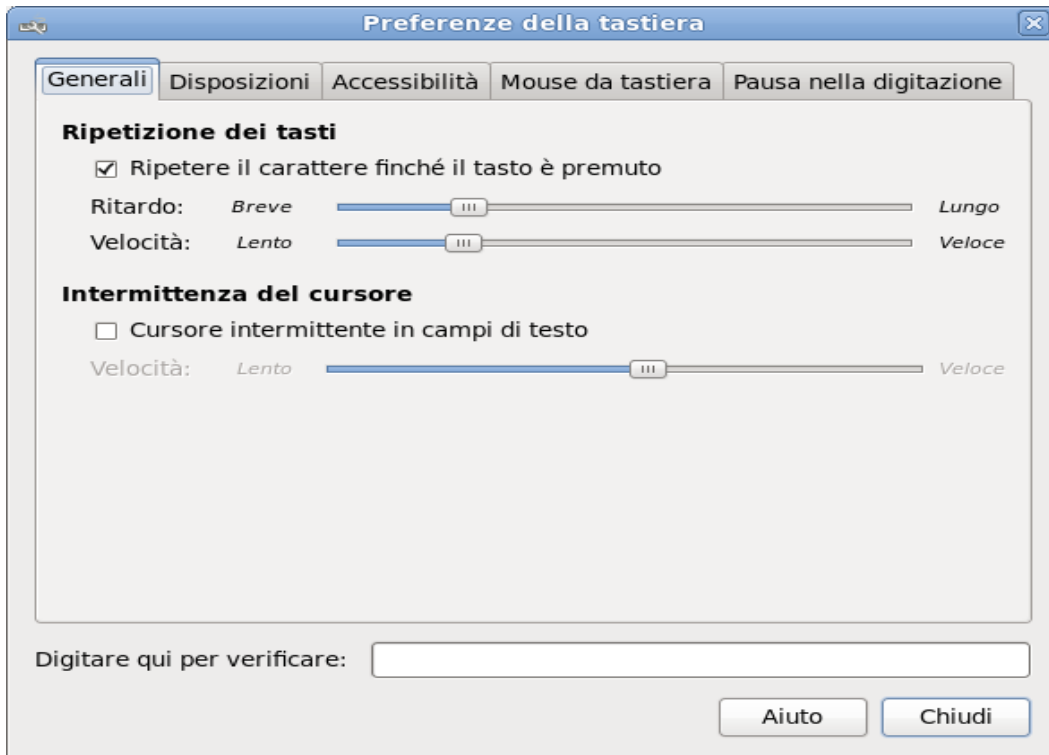 Preferenze della tastiera
Generali Disposizioni Accessibilità Mouse da tastiera Pausa nella digitazione
Ripetizione dei tasti
Ripetere il carattere finché il tasto è premuto
Ritardo: Breve Lungo
Velocità: Lento Veloce
Intermittenza del cursore
Cursore intermittente in campi di testo
Velocità: Lento Veloce
Digitare qui per verificare:
Aiuto Chiudi